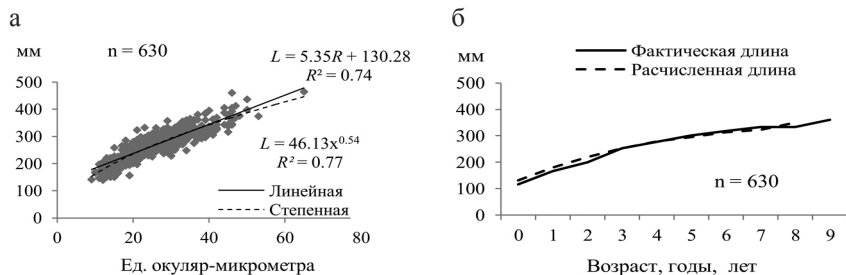 а
мм
n = 630
L = 5.35R + 130.28
R² = 0.74
500
400
300
200
100
0
L = 46.13x^0.54
R² = 0.77
Линейная
Степенная
0 20 40 60 80
Ед. окуляр-микрометра
б
мм
Фактическая длина
Расчисленная длина
500
400
300
200
100
0
n = 630
0 1 2 3 4 5 6 7 8 9
Возраст, годы, лет